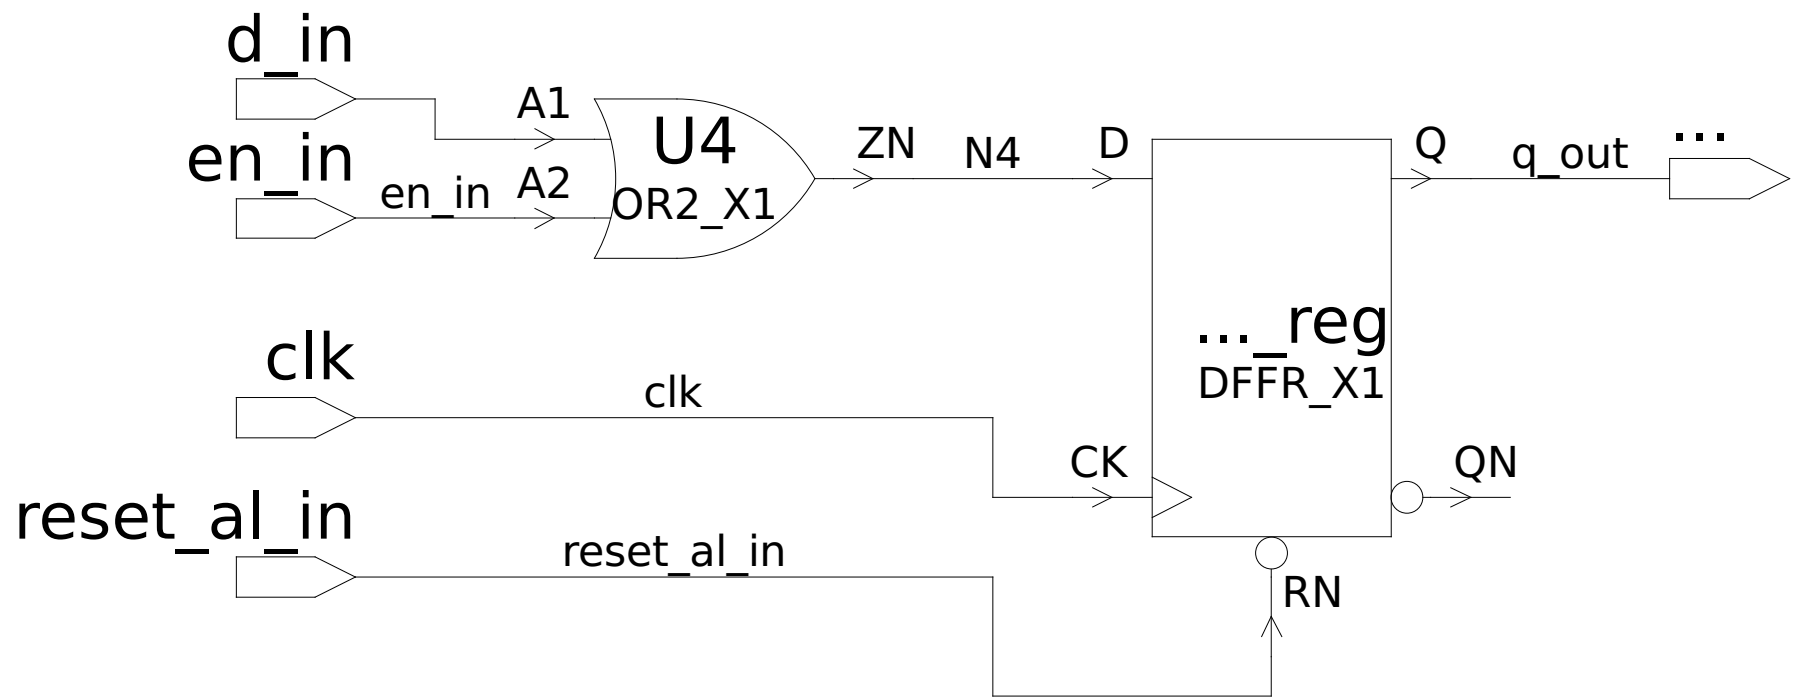 d_in
A1
U4
ZN
N4
D
Q
q_out
...
en_in
en_in
A2
OR2_X1
..._reg
DFFR_X1
clk
clk
CK
QN
reset_al_in
reset_al_in
RN